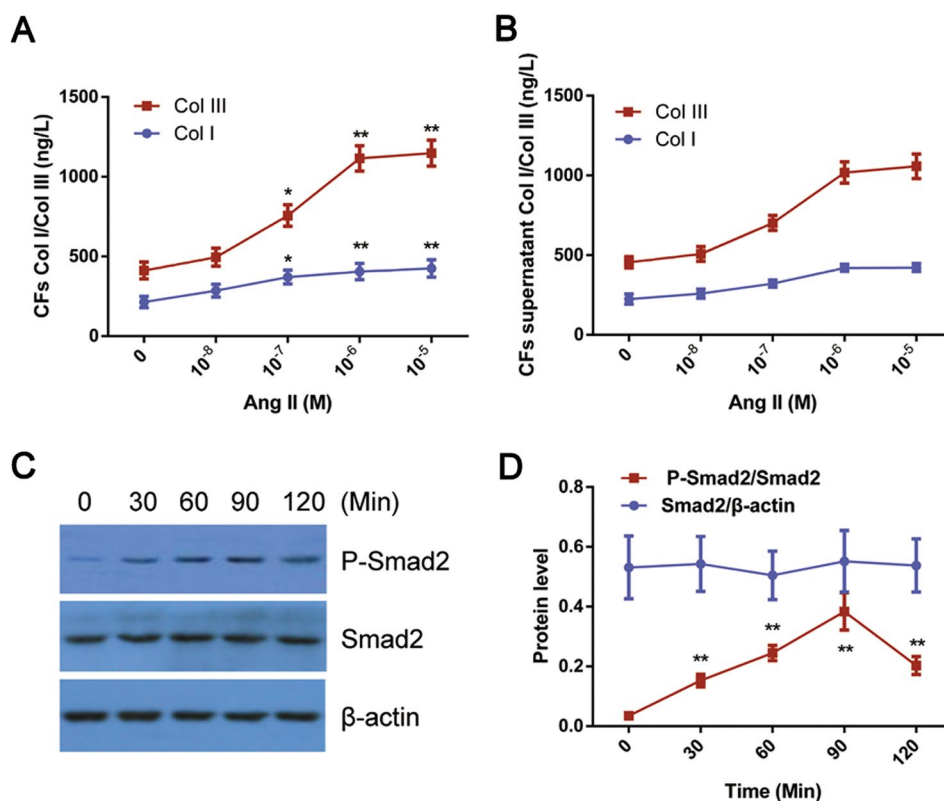 A
CFs Col I/Col III (ng/L)
1500
1000
500
0
Col III
Col I
*
**
**
*
**
**
0
10-8
10-7
10-6
10-5
Ang II (M)
B
CFs supernatant Col I/Col III (ng/L)
1500
1000
500
0
Col III
Col I
0
10-8
10-7
10-6
10-5
Ang II (M)
C
0 30 60 90 120 (Min)
P-Smad2
Smad2
β-actin
D
P-Smad2/Smad2
Smad2/β-actin
Protein level
0.8
0.6
0.4
0.2
0.0
**
**
**
**
0
30
60
90
120
Time (Min)